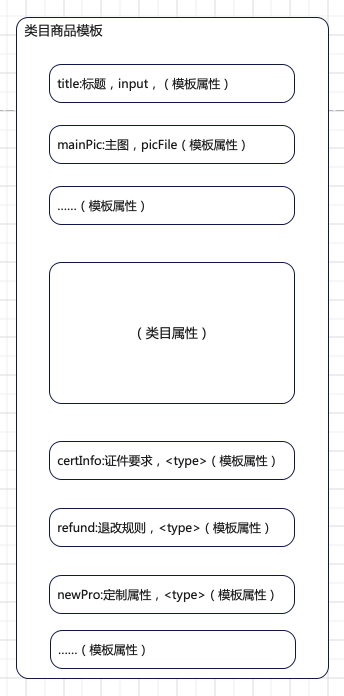 类目商品模板
title:标题，input，（模板属性）
mainPic:主图，picFile（模板属性）
……（模板属性）
（类目属性）
certInfo:证件要求，<type>（模板属性）
refund:退改规则，<type>（模板属性）
newPro:定制属性，<type>（模板属性）
……（模板属性）